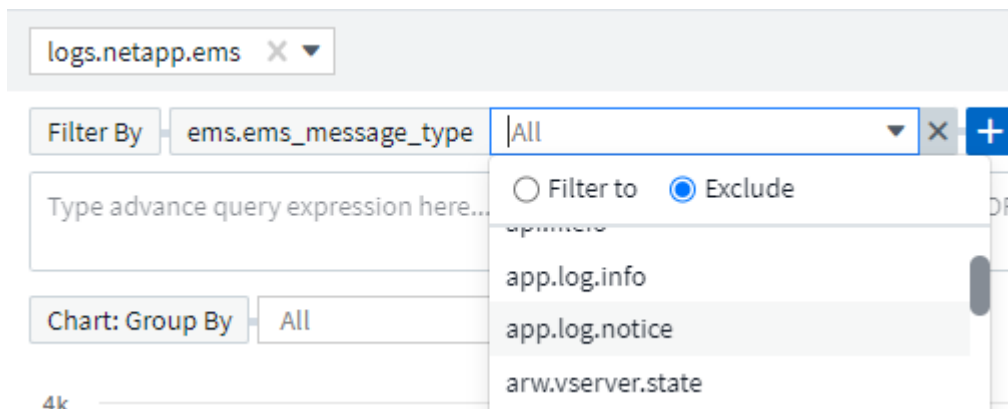 logs.netapp.ems
Filter By ems.ems_message_type All
Filter to Exclude
Type advance query expression here...
app.log.info
Chart: Group By All
app.log.notice
arw.vserver.state
4k